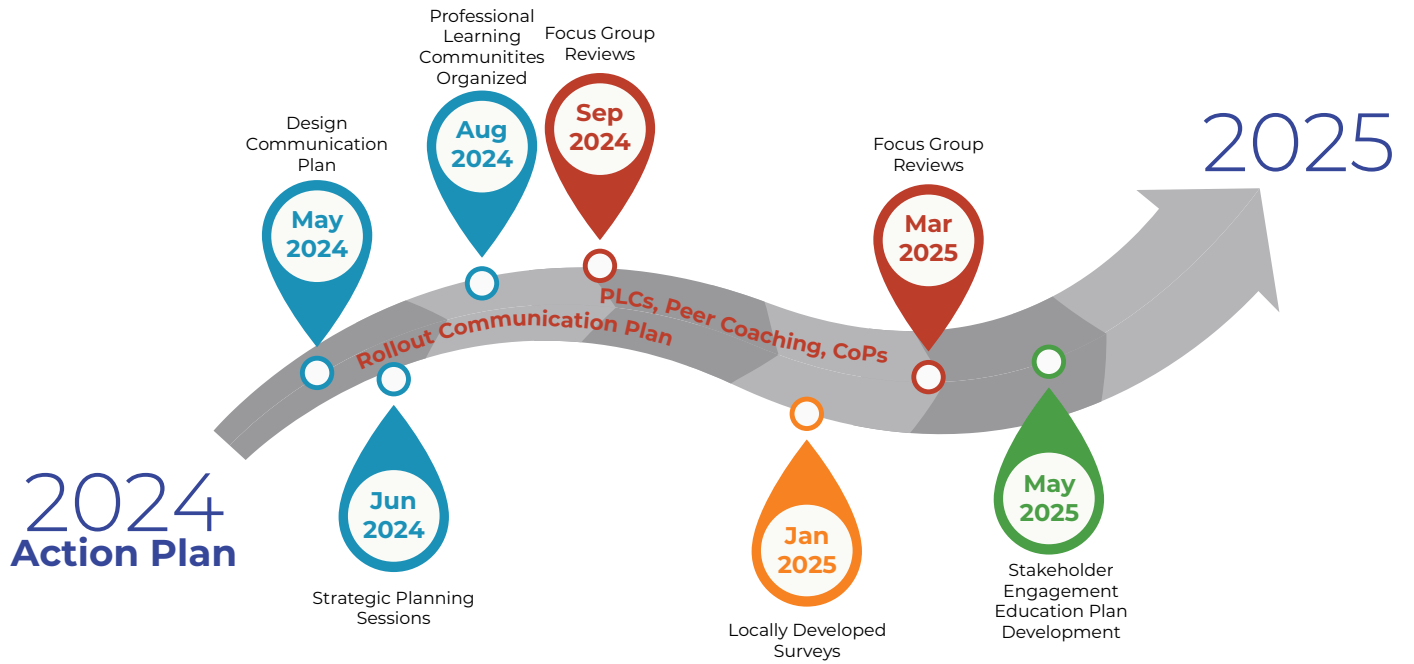 Professional
Learning
Communitites
Organized
Focus Group
Reviews
Design
Communication
Plan
Aug
2024
Sep
2024
Focus Group
Reviews
2025
May
2024
Mar
2025
PLCs, Peer Coaching, CoPs
Rollout Communication Plan
2024
Action Plan
Jun
2024
Strategic Planning
Sessions
Jan
2025
Locally Developed
Surveys
May
2025
Stakeholder
Engagement
Education Plan
Development